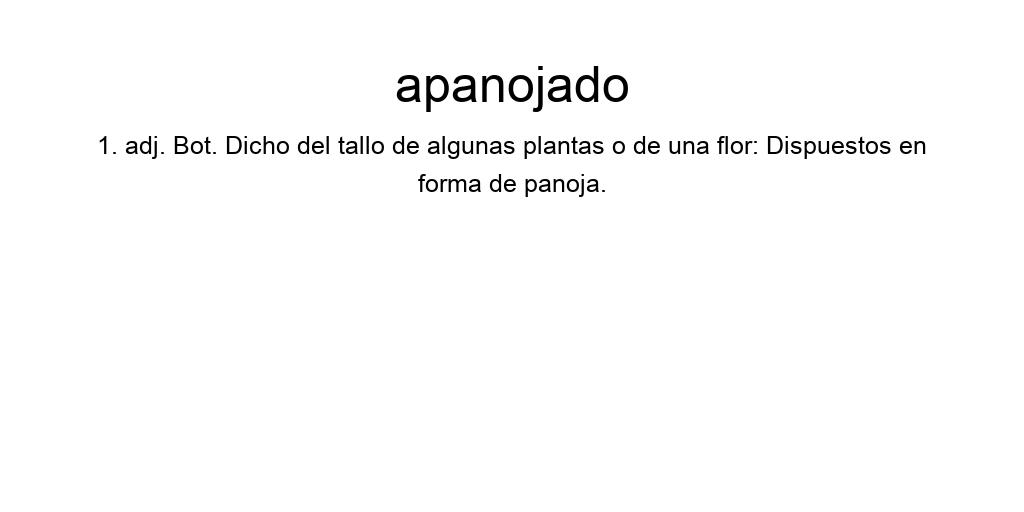 apanojado
1. adj. Bot. Dicho del tallo de algunas plantas o de una flor: Dispuestos en
forma de panoja.